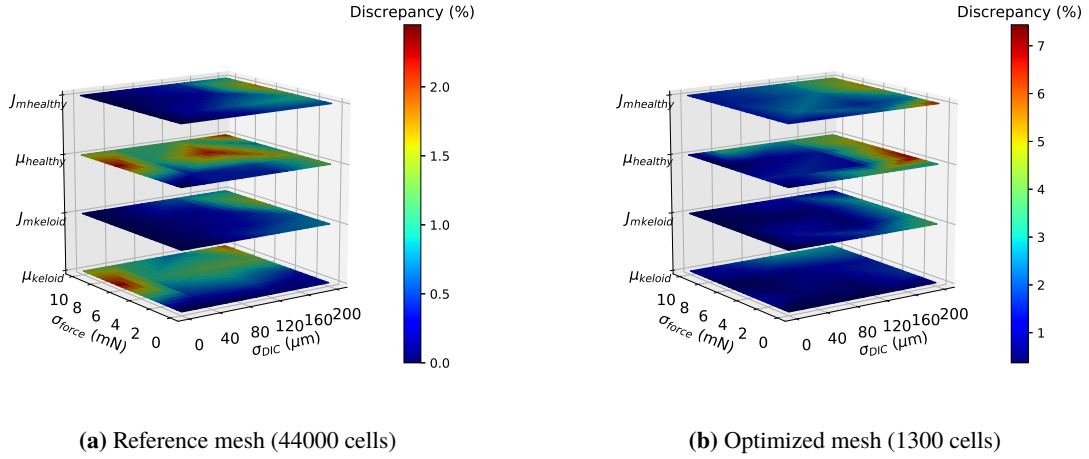 Discrepancy (%)
2.0
1.5
1.0
0.5
0.0
J_mhealthy
μ_healthy
J_mkeloid
μ_keloid
10 8 6 4 2 0
σ_force (mN)
0 40 80 120 160 200
σ_DIC (μm)
(a) Reference mesh (44000 cells)
Discrepancy (%)
7
6
5
4
3
2
1
J_mhealthy
μ_healthy
J_mkeloid
μ_keloid
10 8 6 4 2 0
σ_force (mN)
0 40 80 120 160 200
σ_DIC (μm)
(b) Optimized mesh (1300 cells)